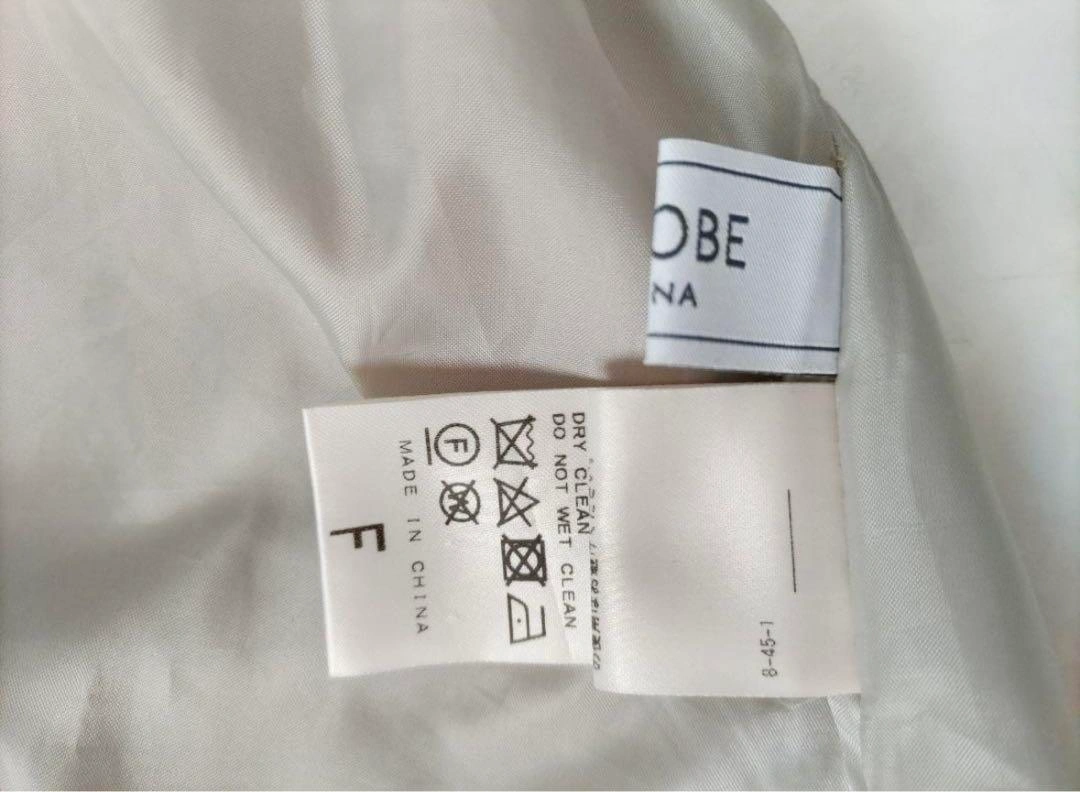 OBE
NA
DRY CLEAN
DO NOT WET CLEAN
F
W
MADE IN CHINA
F
8-45-1